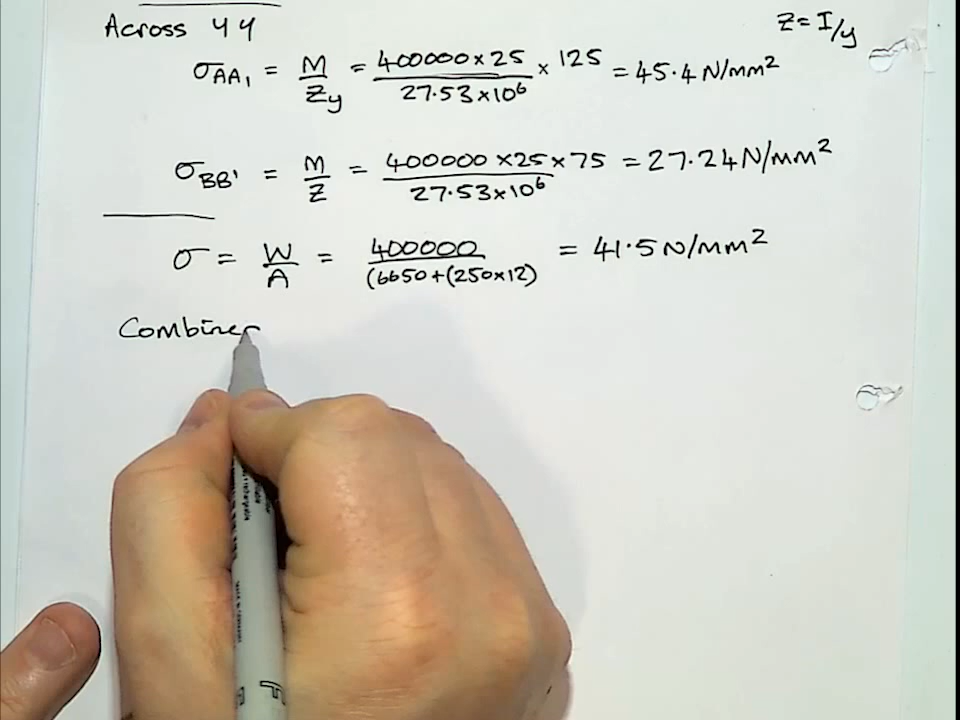 Across YY
Z = I/y
σAA₁ = M/Zy = 400000 × 25/27.53×10⁶ × 125 = 45.4 N/mm²
σBB' = M/Z = 400000 × 25 × 75/27.53×10⁶ = 27.24 N/mm²
σ = W/A = 400000/(6650+(250×12) = 41.5 N/mm²
Combine